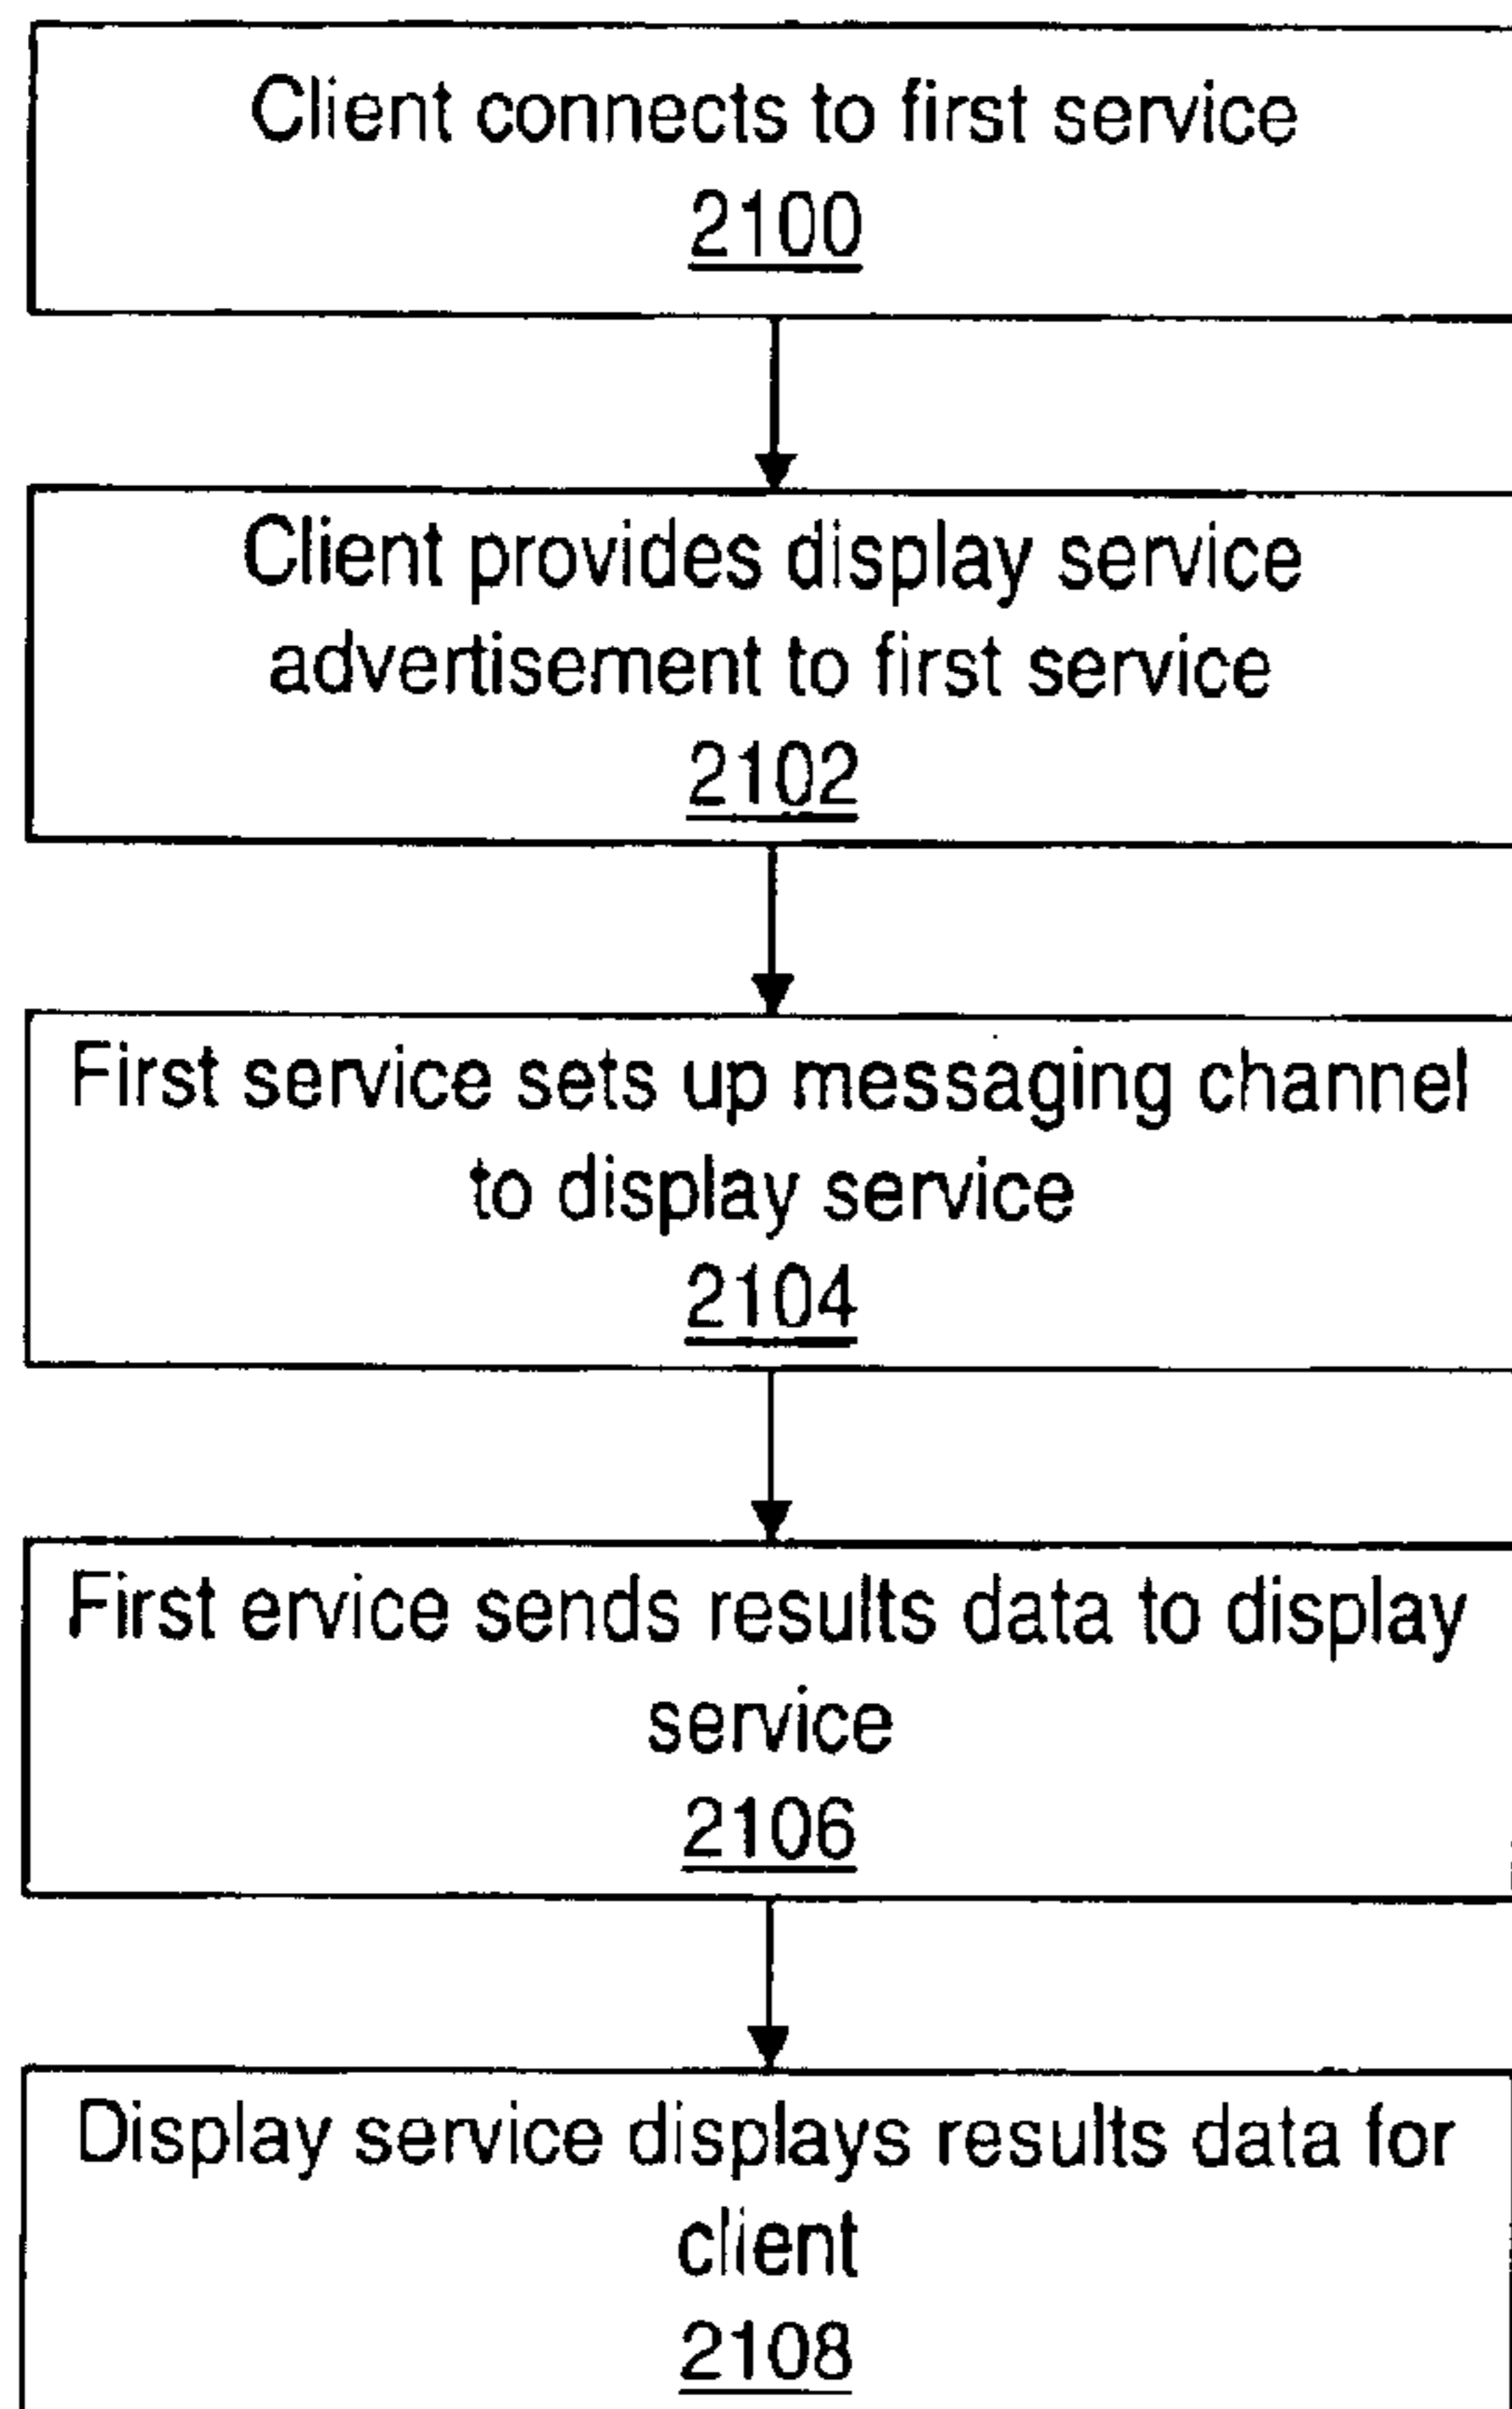 Client connects to first service
2100
Client provides display service
advertisement to first service
2102
First service sets up messaging channel
to display service
2104
First ervice sends results data to display
service
2106
Display service displays results data for
client
2108